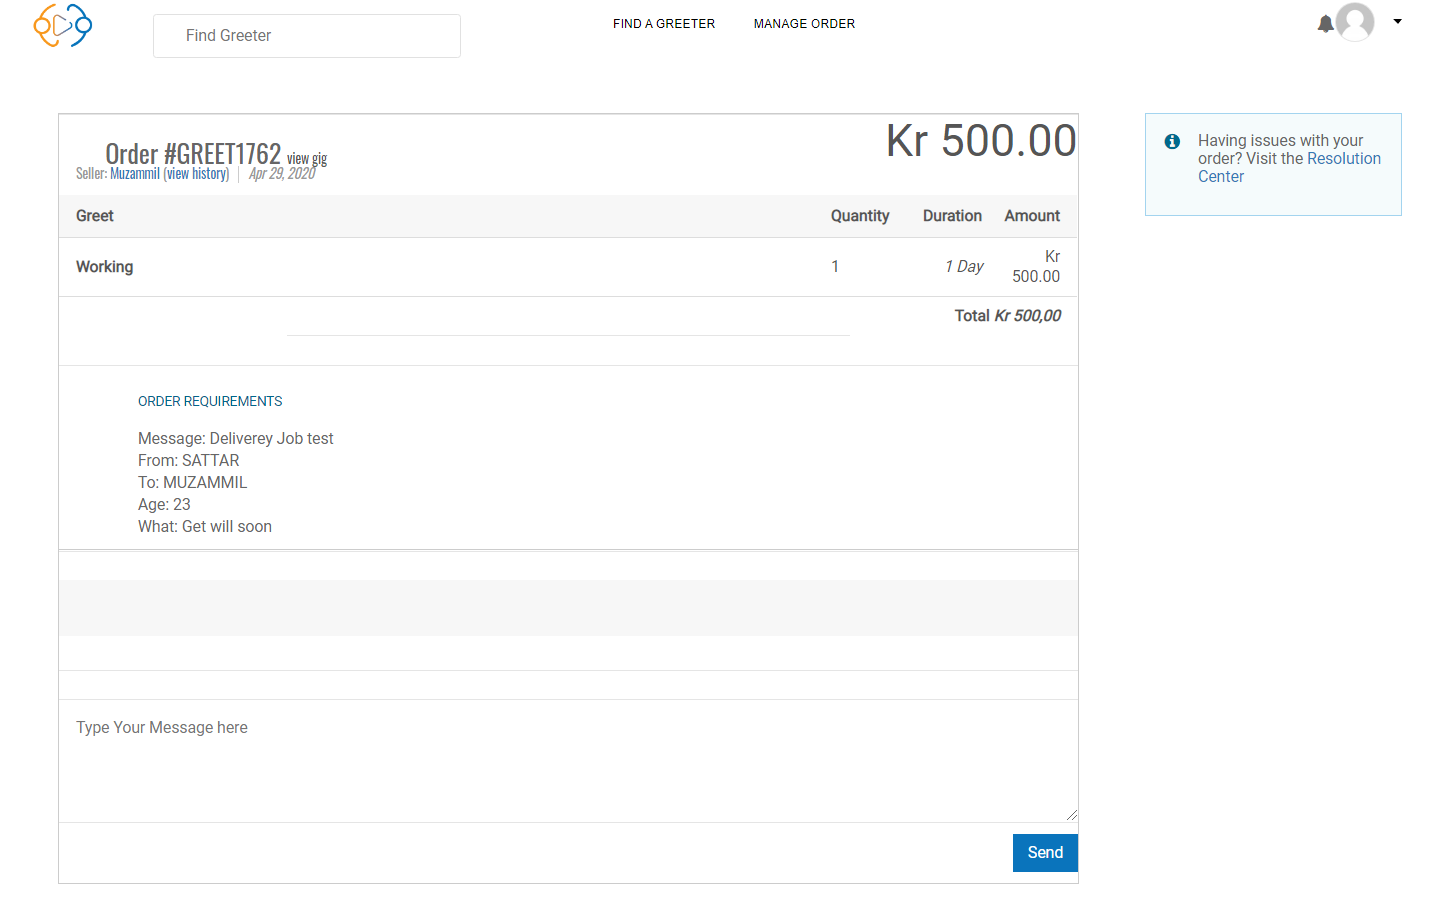 Find Greeter
FIND A GREETER
MANAGE ORDER
Order #GREET1762 view gig
Kr 500.00
Seller: Muzammil (view history) | Apr 29, 2020
Having issues with your
order? Visit the Resolution
Center
Greet Quantity Duration Amount
Working 1 1 Day Kr
500.00
Total Kr 500,00
ORDER REQUIREMENTS
Message: Deliverey Job test
From: SATTAR
To: MUZAMMIL
Age: 23
What: Get will soon
Type Your Message here
Send